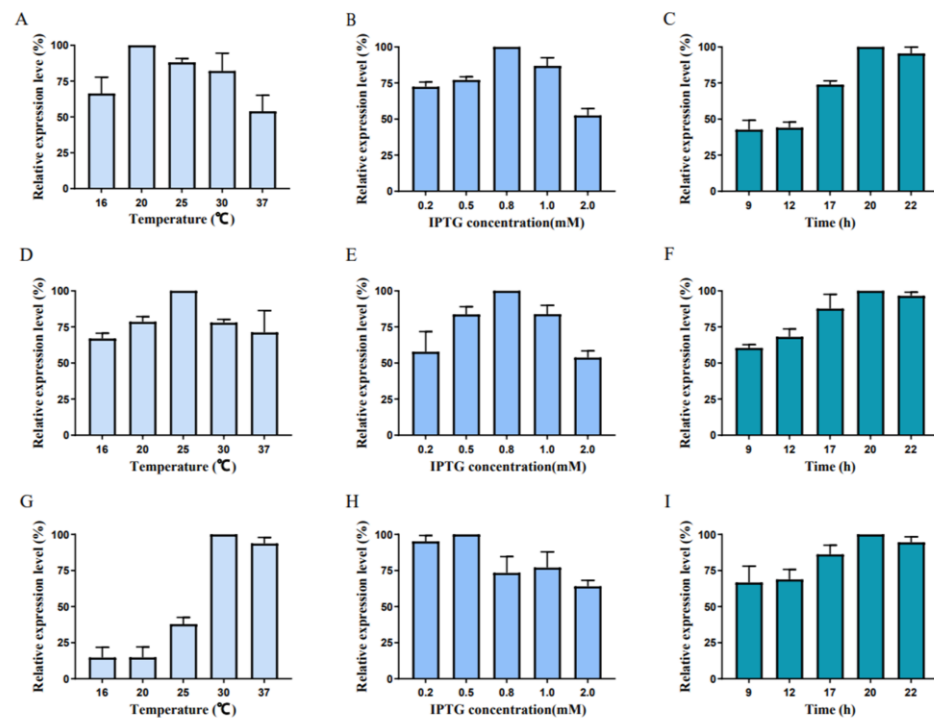 A
Relative expression leve (%)
100
75
50
25
0
16 20 25 30 37
Temperature (℃)
B
Relative expression level (%)
100
75
50
25
0
0.2 0.5 0.8 1.0 2.0
IPTG concentration(mM)
C
Relative expression level (%)
100
75
50
25
0
9 12 17 20 22
Time (h)
D
Relative expression level (%)
100
75
50
25
0
16 20 25 30 37
Temperature (℃)
E
Relative expression level (%)
100
75
50
25
0
0.2 0.5 0.8 1.0 2.0
IPTG concentration(mM)
F
Relative expression level (%)
100
75
50
25
0
9 12 17 20 22
Time (h)
G
Relative expression level (%)
100
75
50
25
0
16 20 25 30 37
Temperature (℃)
H
Relative expression level (%)
100
75
50
25
0
0.2 0.5 0.8 1.0 2.0
IPTG concentration(mM)
I
Relative expression level (%)
100
75
50
25
0
9 12 17 20 22
Time (h)